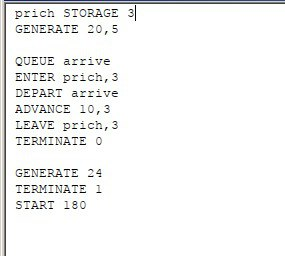 prich STORAGE 3
GENERATE 20,5
QUEUE arrive
ENTER prich,3
DEPART arrive
ADVANCE 10,3
LEAVE prich,3
TERMINATE 0
GENERATE 24
TERMINATE 1
START 180